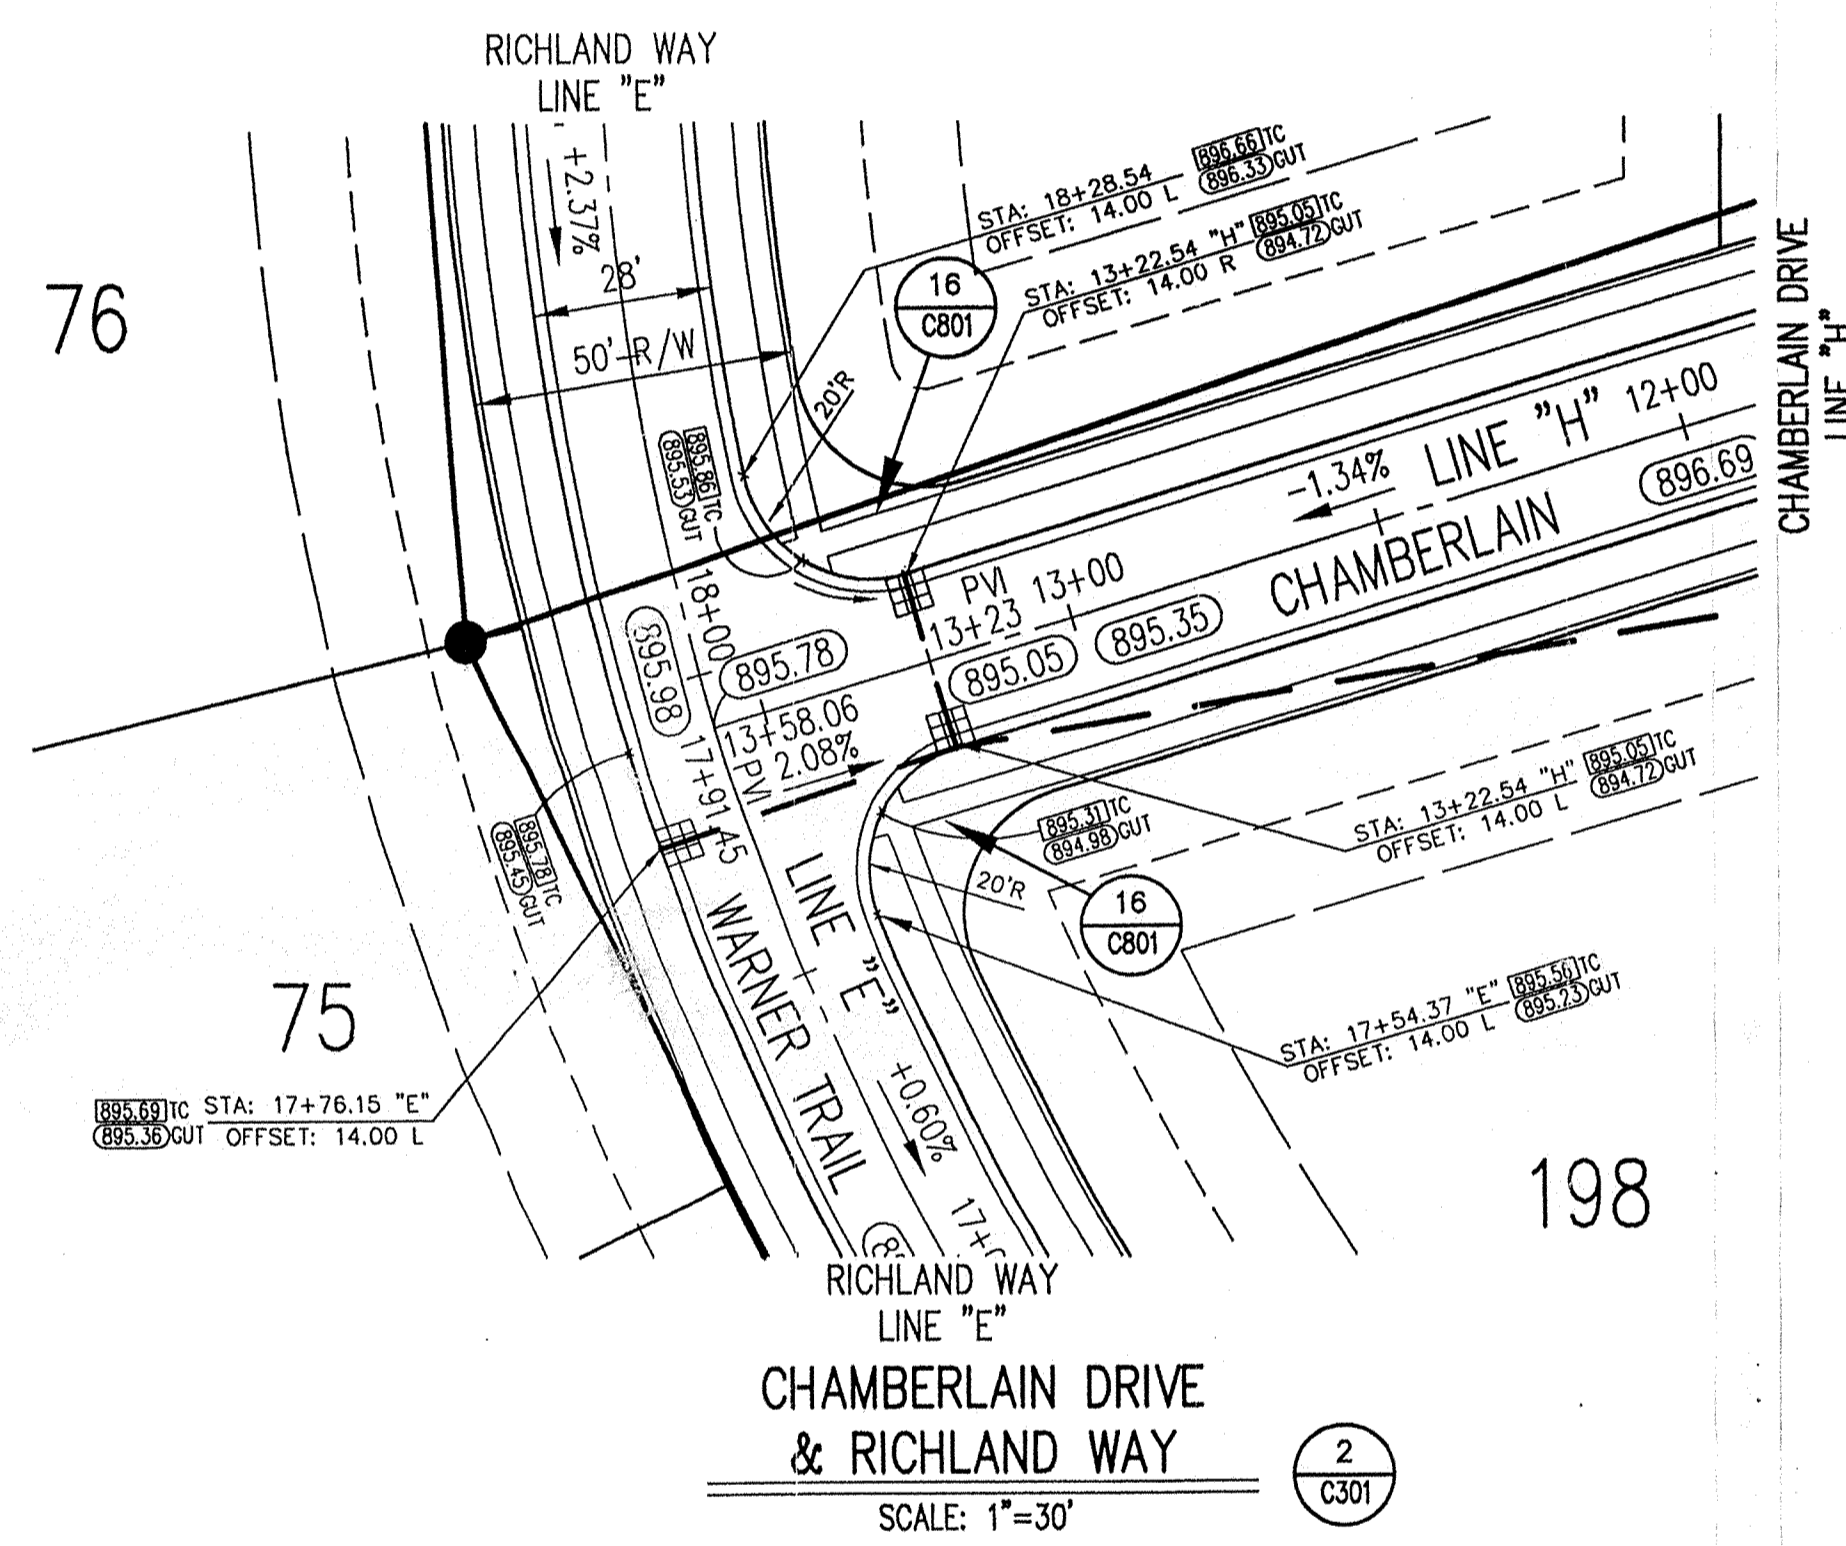 RICHLAND WAY
LINE "E"
+2.37%
28'
50' R/W
76
STA: 18+28.54
OFFSET: 14.00 L
896.66 TC
896.33 GUT
STA: 13+22.54 "H"
OFFSET: 14.00 R
895.05 TC
894.72 GUT
16
C801
20'R
895.86 TC
895.53 GUT
CHAMBERLAIN DRIVE
LINE "H"
12+00
LINE "H"
-1.34%
896.69
CHAMBERLAIN
PVI
13+23
13+00
895.05
895.35
18+00
895.98
895.78
13+58.06
PVI
2.08%
17+91.45
895.78 TC
895.45 GUT
895.31 TC
894.98 GUT
STA: 13+22.54 "H"
OFFSET: 14.00 L
895.05 TC
894.72 GUT
20'R
16
C801
LINE "E"
WARNER TRAIL
75
STA: 17+54.37 "E"
OFFSET: 14.00 L
895.56 TC
895.23 GUT
895.69 TC STA: 17+76.15 "E"
895.36 GUT OFFSET: 14.00 L
+0.60%
198
RICHLAND WAY
LINE "E"
CHAMBERLAIN DRIVE
& RICHLAND WAY
SCALE: 1"=30'
2
C301